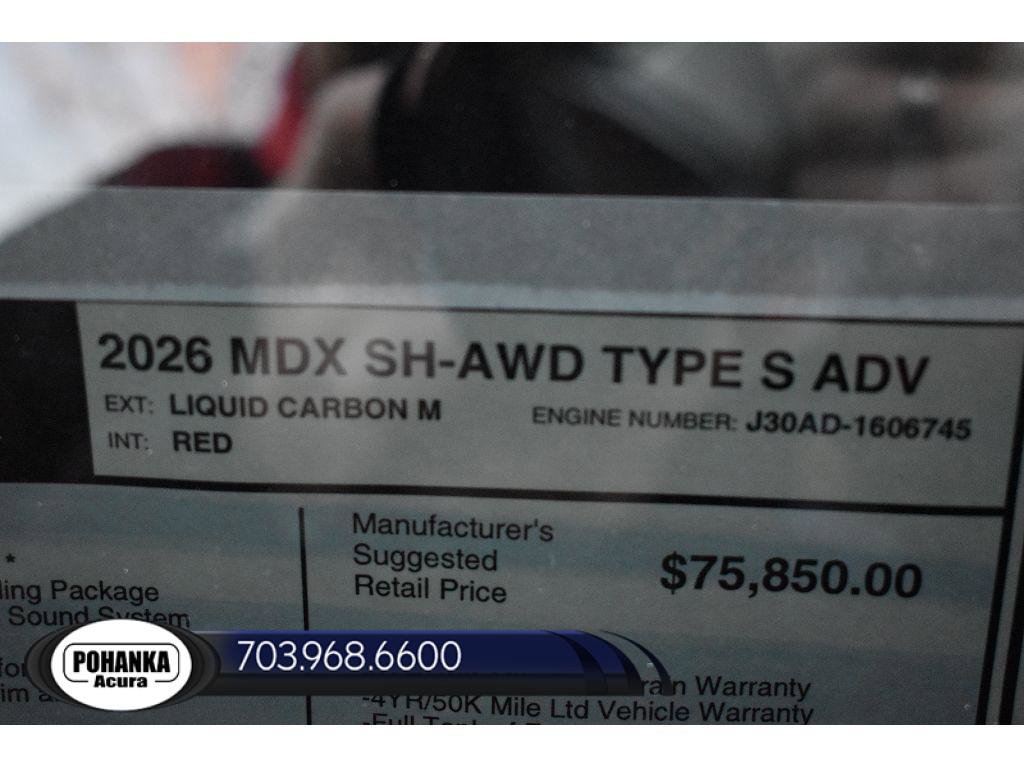 2026 MDX SH-AWD TYPE S ADV
EXT: LIQUID CARBON M
ENGINE NUMBER: J30AD-1606745
INT: RED
Manufacturer's
Suggested
Retail Price
$75,850.00
*
ling Package
Sound System
703.968.6600
POHANKA
Acura
Warranty
-4YR/50K Mile Ltd Vehicle Warranty